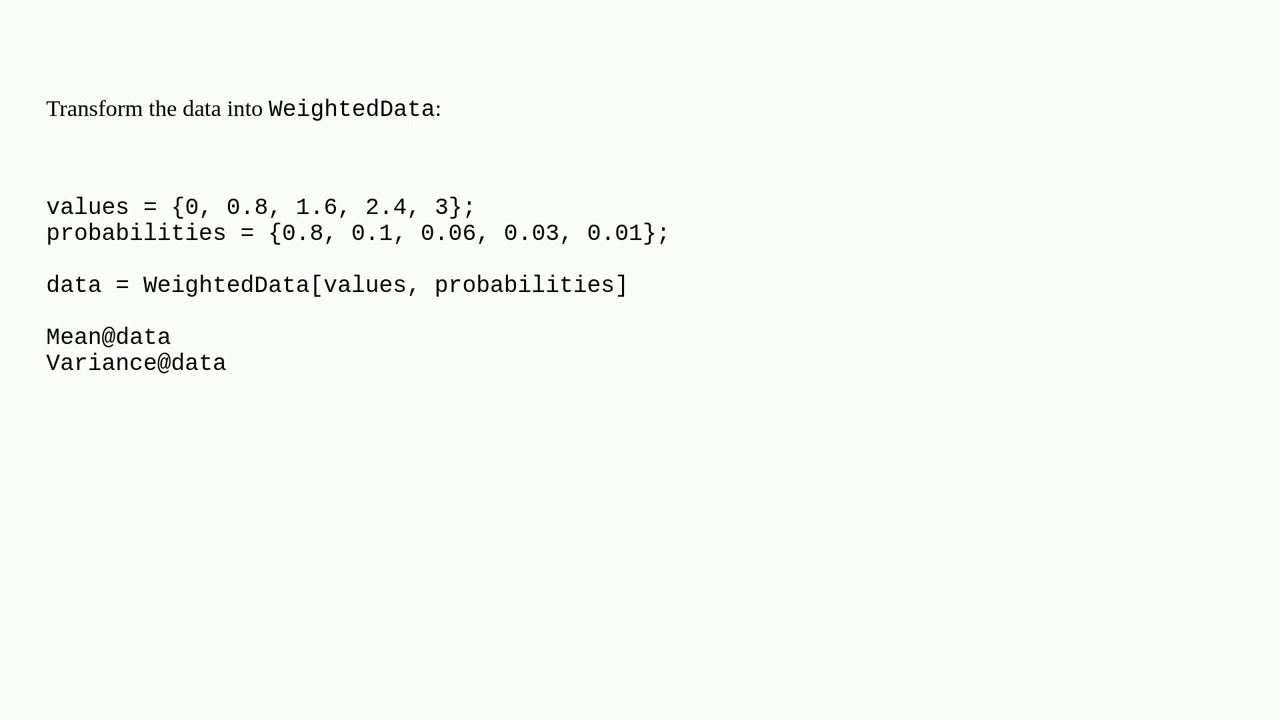 Transform the data into WeightedData:
values = {0, 0.8, 1.6, 2.4, 3};
probabilities = {0.8, 0.1, 0.06, 0.03, 0.01};
data = WeightedData[values, probabilities]
Mean@data
Variance@data